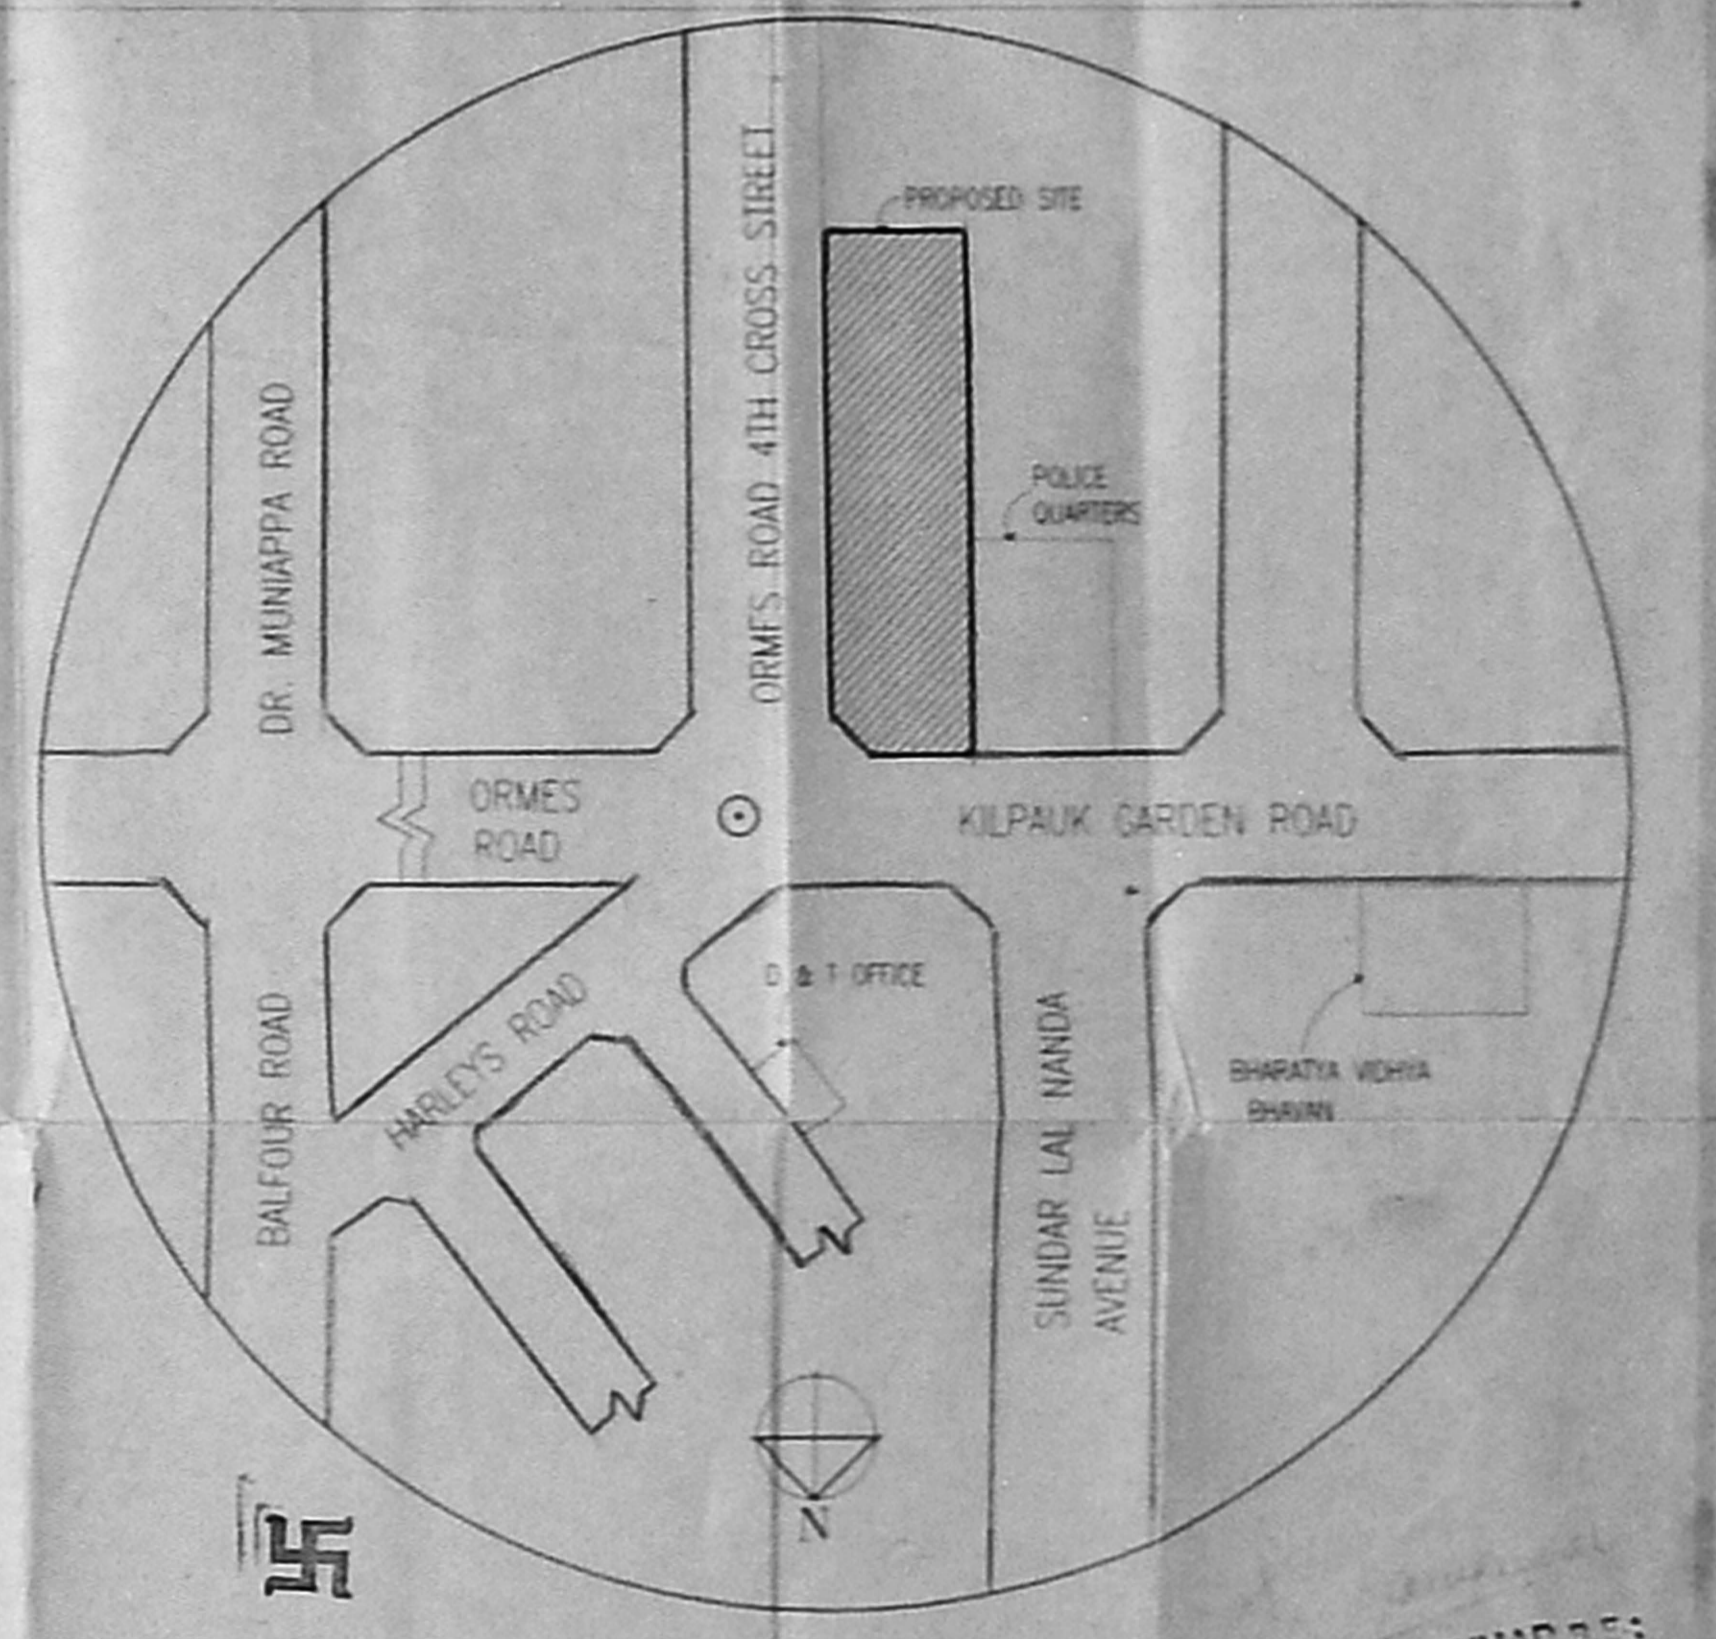 PROPOSED SITE
ORMES ROAD 4TH CROSS STREET
DR. MUNIAPPA ROAD
POLICE
QUARTERS
ORMES
ROAD
KILPAUK GARDEN ROAD
D & T OFFICE
HARLEYS ROAD
BALFOUR ROAD
SUNDAR LAL NANDA
AVENUE
BHARATYA VIDHYA
BHAVAN
N